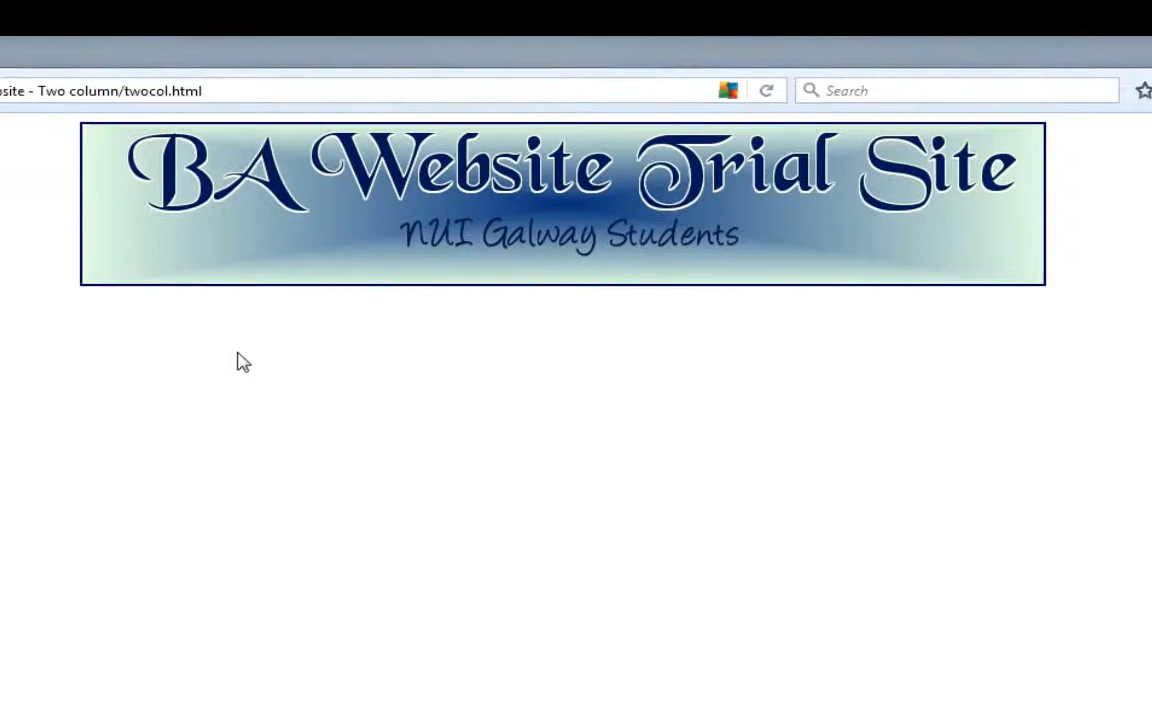 site - Two column/twocol.html
Search
BA Website Trial Site
NUI Galway Students